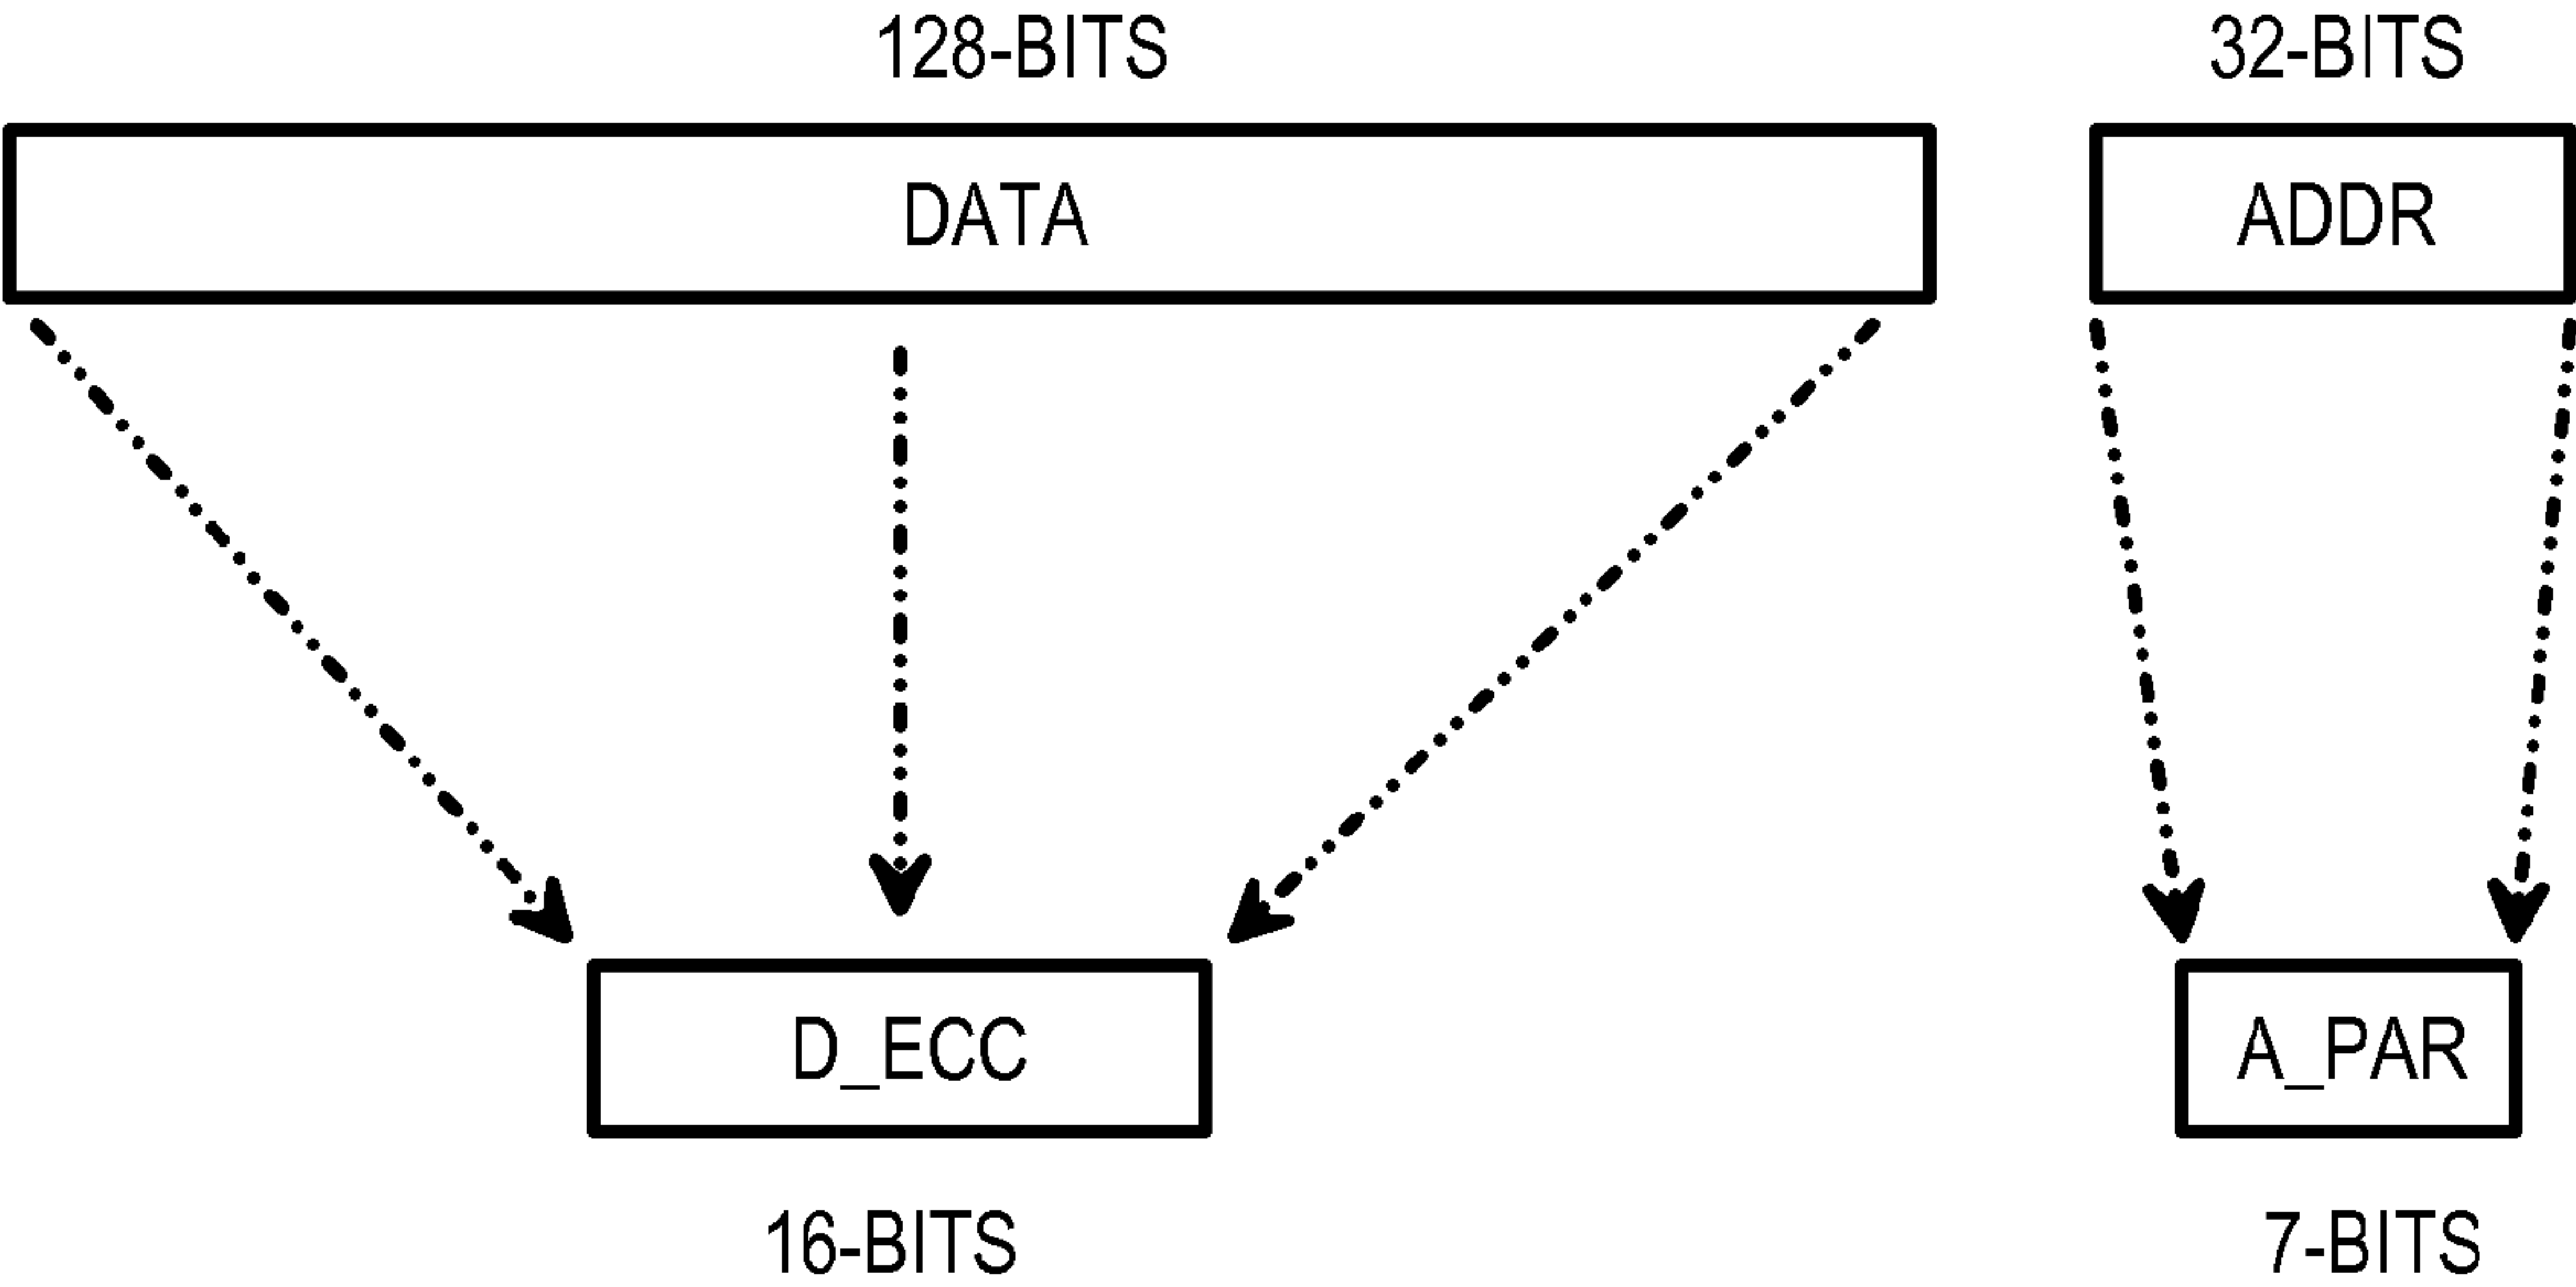 128-BITS
32-BITS
DATA
ADDR
D_ECC
A_PAR
16-BITS
7-BITS